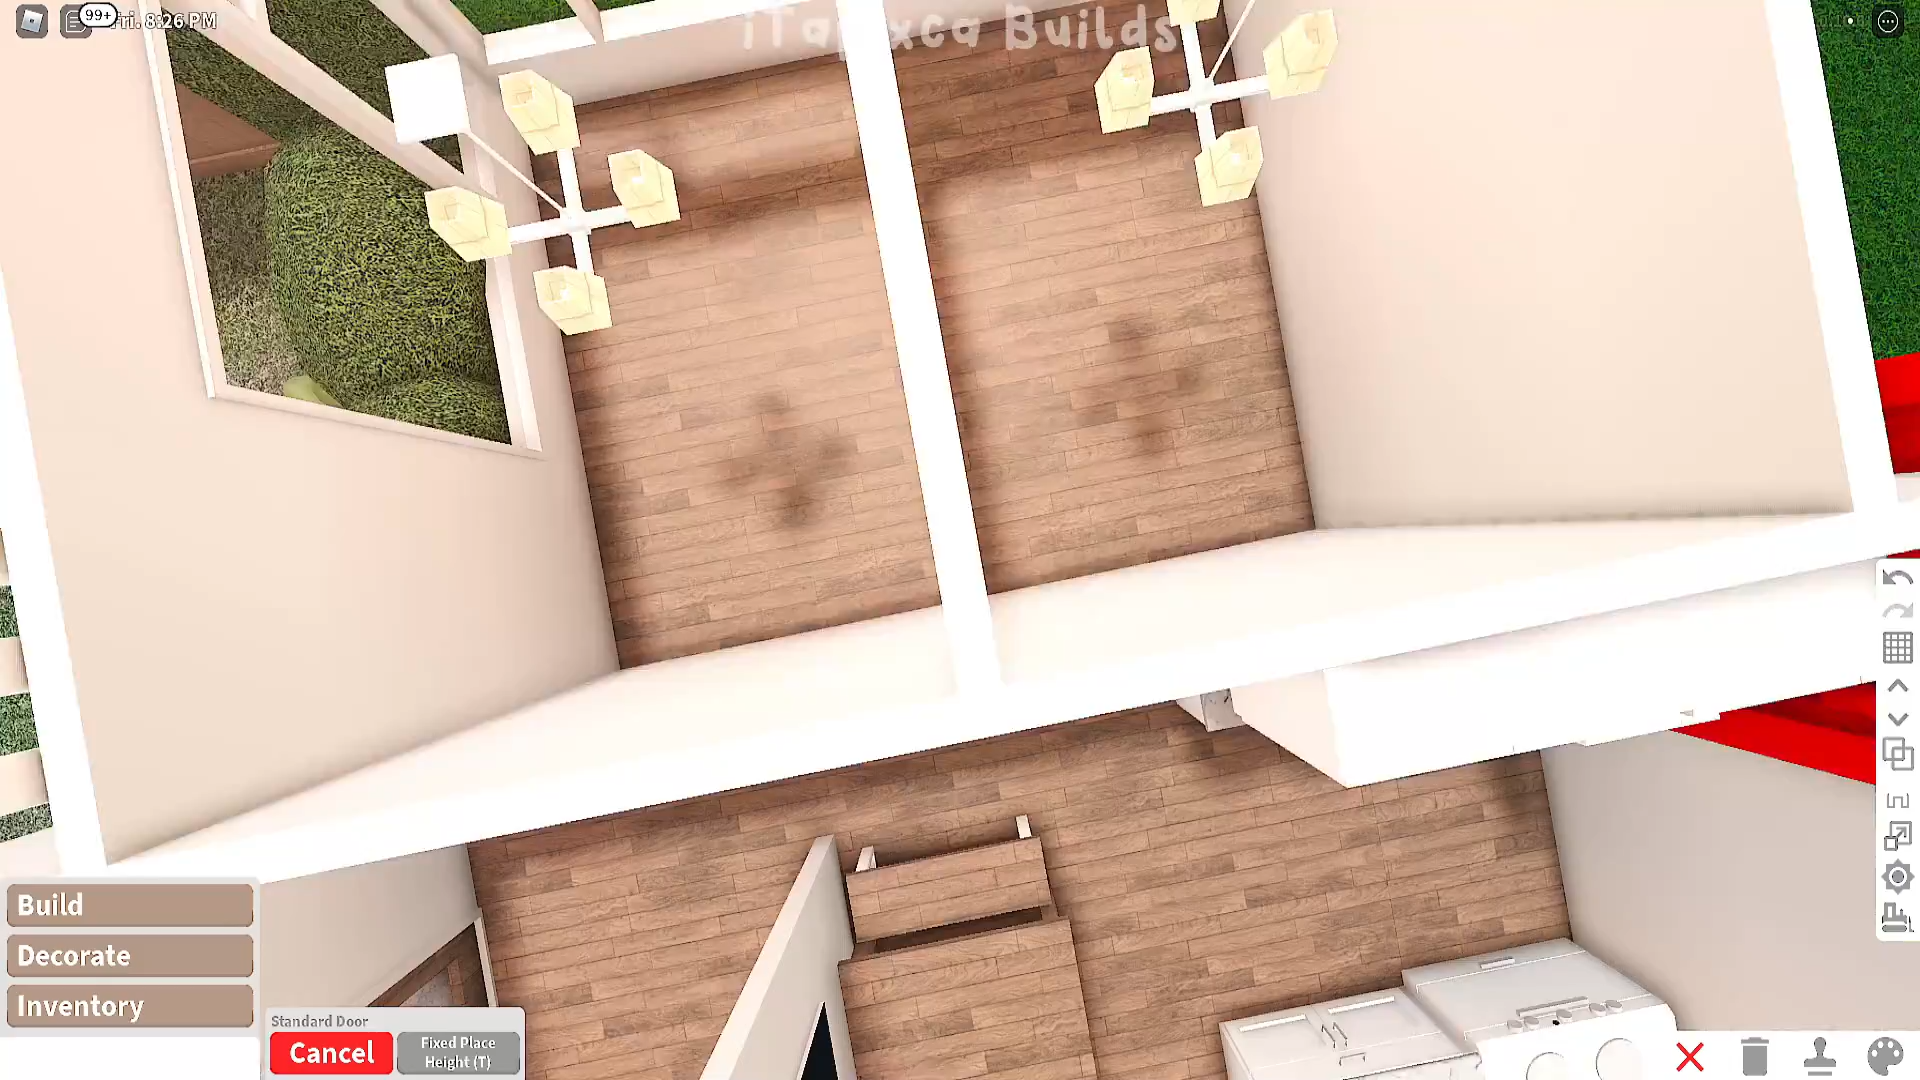 99+
Fri. 8:26 PM
Builds
Build
Decorate
Inventory
Standard Door
Cancel
Fixed Place
Height (T)